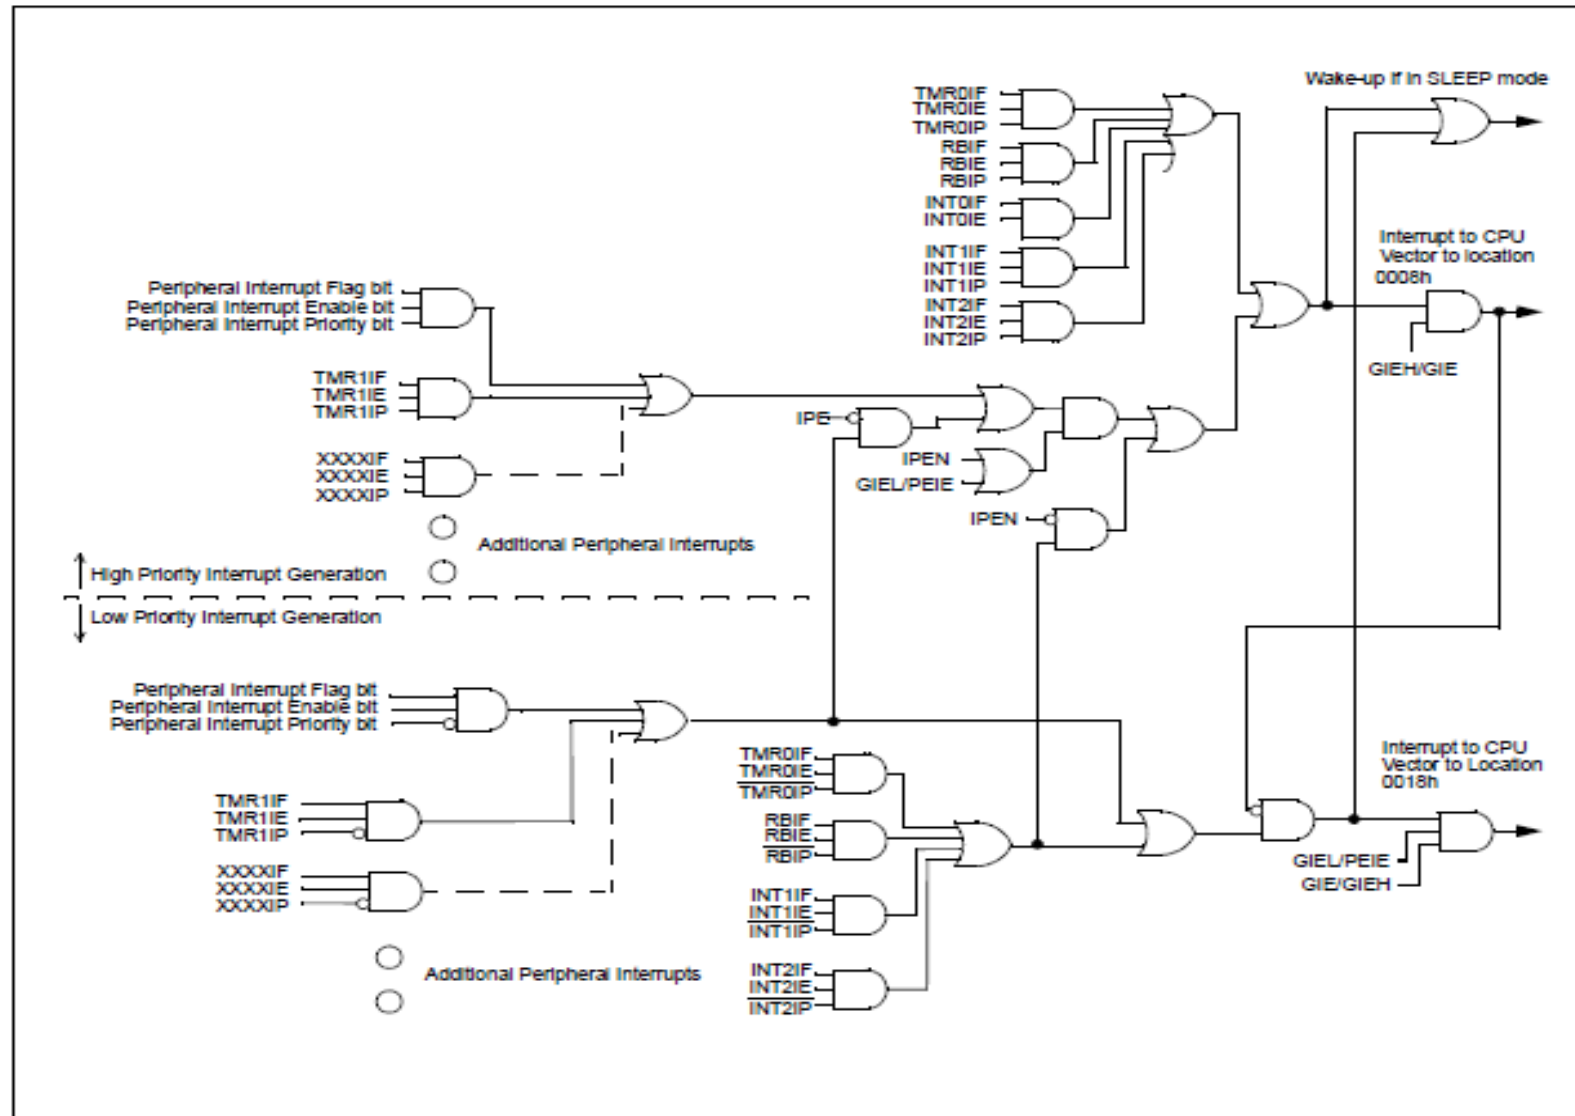 Wake-up if in SLEEP mode
TMR0IF
TMR0IE
TMR0IP
RBIF
RBIE
RBIP
INT0IF
INT0IE
INT1IF
INT1IE
INT1IP
INT2IF
INT2IE
INT2IP
Interrupt to CPU
Vector to location
0008h
GIEH/GIE
Peripheral Interrupt Flag bit
Peripheral Interrupt Enable bit
Peripheral Interrupt Priority bit
TMR1IF
TMR1IE
TMR1IP
XXXXIF
XXXXIE
XXXXIP
IPE
IPEN
GIEL/PEIE
IPEN
Additional Peripheral Interrupts
High Priority Interrupt Generation
Low Priority Interrupt Generation
Peripheral Interrupt Flag bit
Peripheral Interrupt Enable bit
Peripheral Interrupt Priority bit
TMR1IF
TMR1IE
TMR1IP
XXXXIF
XXXXIE
XXXXIP
Additional Peripheral Interrupts
TMR0IF
TMR0IE
TMR0IP
RBIF
RBIE
RBIP
INT1IF
INT1IE
INT1IP
INT2IF
INT2IE
INT2IP
Interrupt to CPU
Vector to Location
0018h
GIEL/PEIE
GIE/GIEH